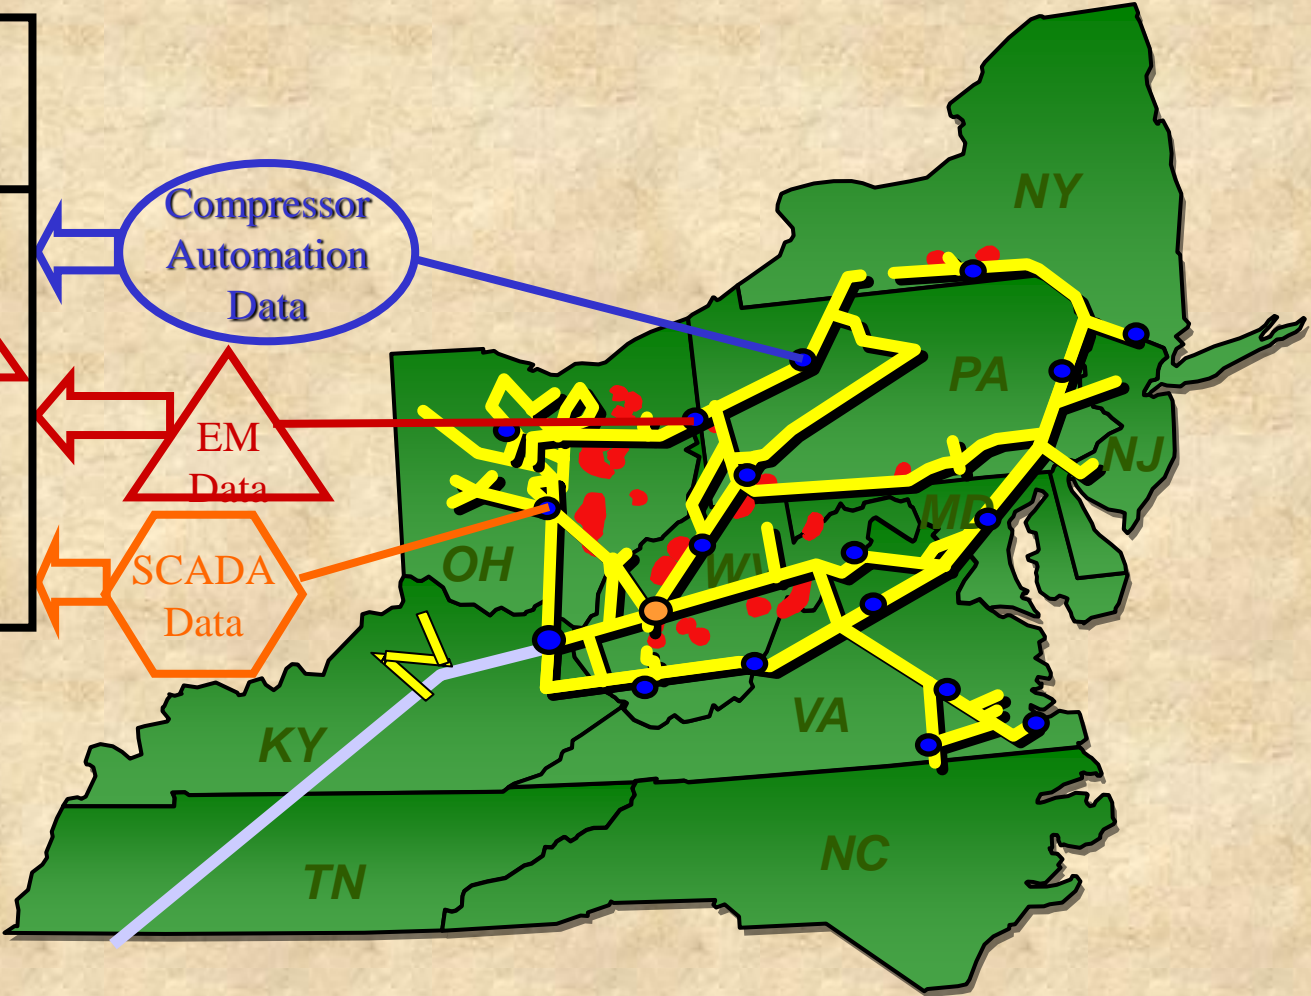 Compressor
Automation
Data
EM
Data
SCADA
Data
NY
PA
NJ
MD
OH
WV
KY
VA
TN
NC